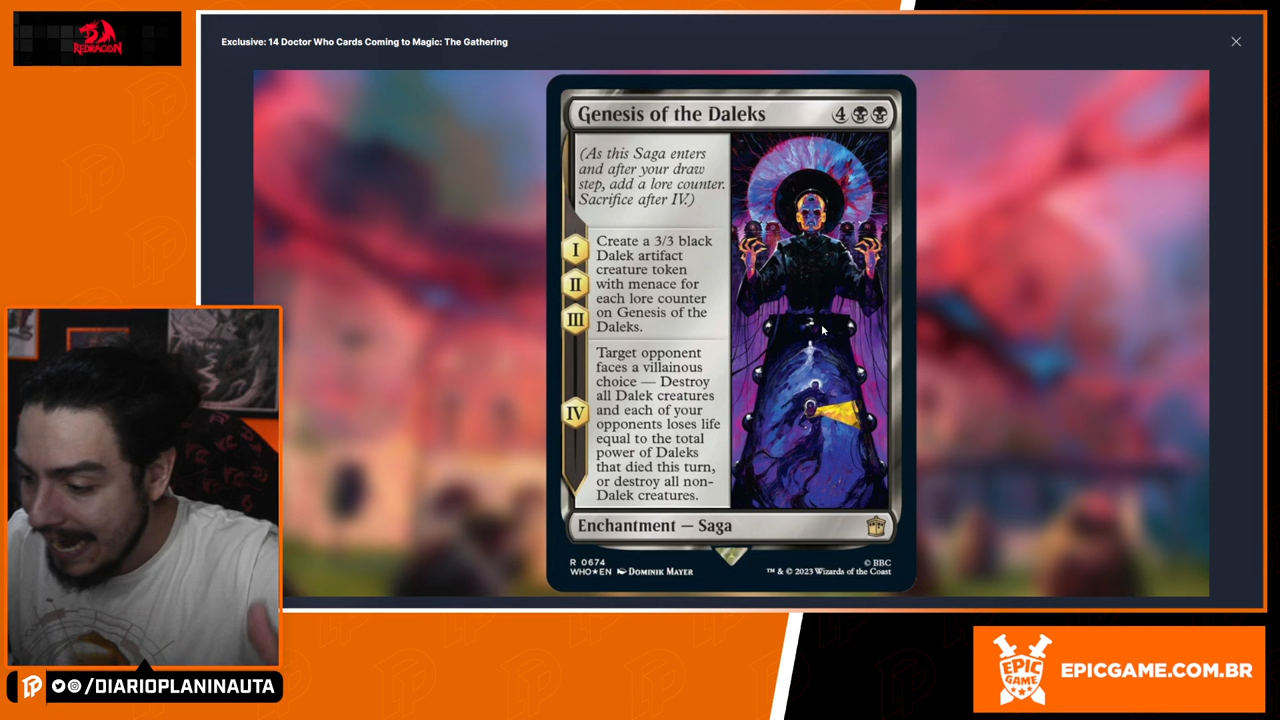 REDRAGON
Exclusive: 14 Doctor Who Cards Coming to Magic: The Gathering
Genesis of the Daleks 4
(As this Saga enters
and after your draw
step, add a lore counter.
Sacrifice after IV.)
I
II
III
Create a 3/3 black
Dalek artifact
creature token
with menace for
each lore counter
on Genesis of the
Daleks.
IV
Target opponent
faces a villainous
choice — Destroy
all Dalek creatures
and each of your
opponents loses life
equal to the total
power of Daleks
that died this turn,
or destroy all non-
Dalek creatures.
Enchantment — Saga
R 0674
WHO★EN DOMINIK MAYER
© BBC
™ & © 2023 Wizards of the Coast
/DIARIOPLANINAUTA
EPIC
GAME
EPICGAME.COM.BR